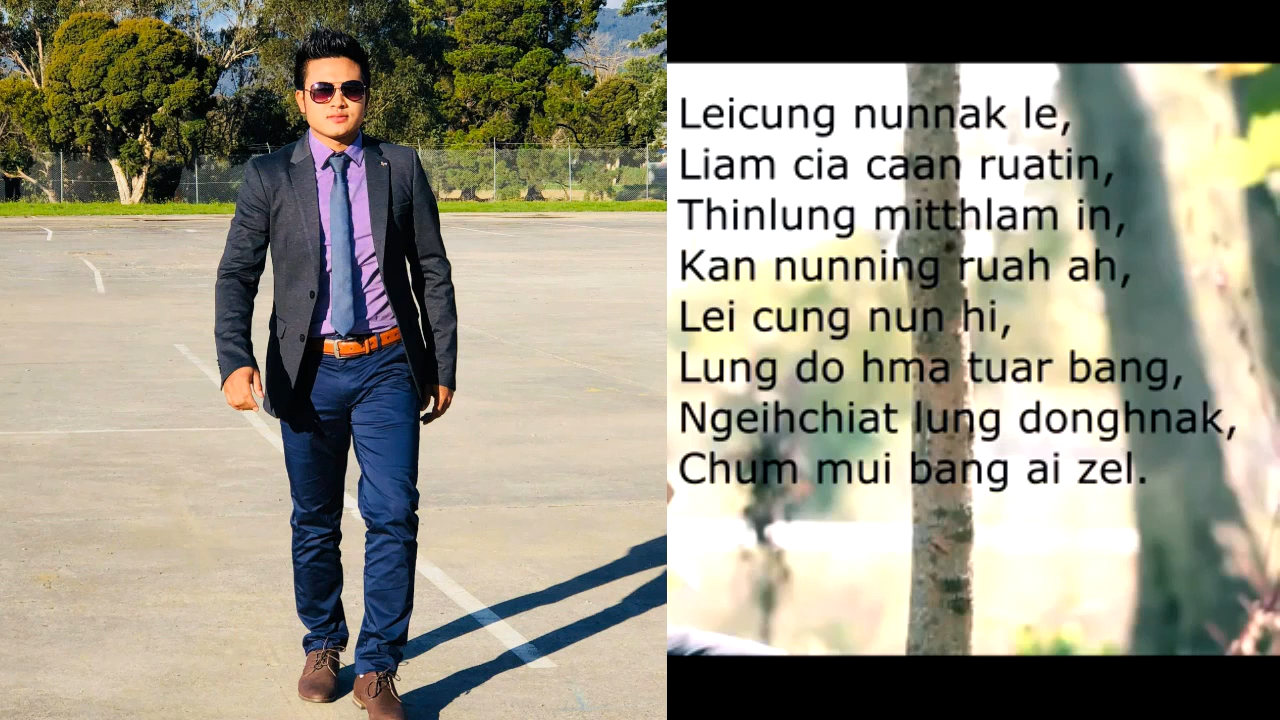 Leicung nunnak le,
Liam cia caan ruatin,
Thinlung mitthlam in,
Kan nunning ruah ah,
Lei cung nun hi,
Lung do hma tuar bang,
Ngeihchiat lung donghnak,
Chum mui bang ai zel.